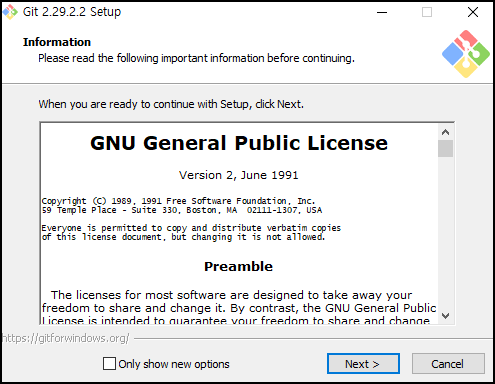 Git 2.29.2.2 Setup
Information
Please read the following important information before continuing.
When you are ready to continue with Setup, click Next.
GNU General Public License
Version 2, June 1991
Copyright (C) 1989, 1991 Free Software Foundation, Inc.
59 Temple Place - Suite 330, Boston, MA  02111-1307, USA
Everyone is permitted to copy and distribute verbatim copies
of this license document, but changing it is not allowed.
Preamble
The licenses for most software are designed to take away your
freedom to share and change it. By contrast, the GNU General Public
License is intended to guarantee your freedom to share and change
https://gitforwindows.org/
Only show new options
Next >
Cancel